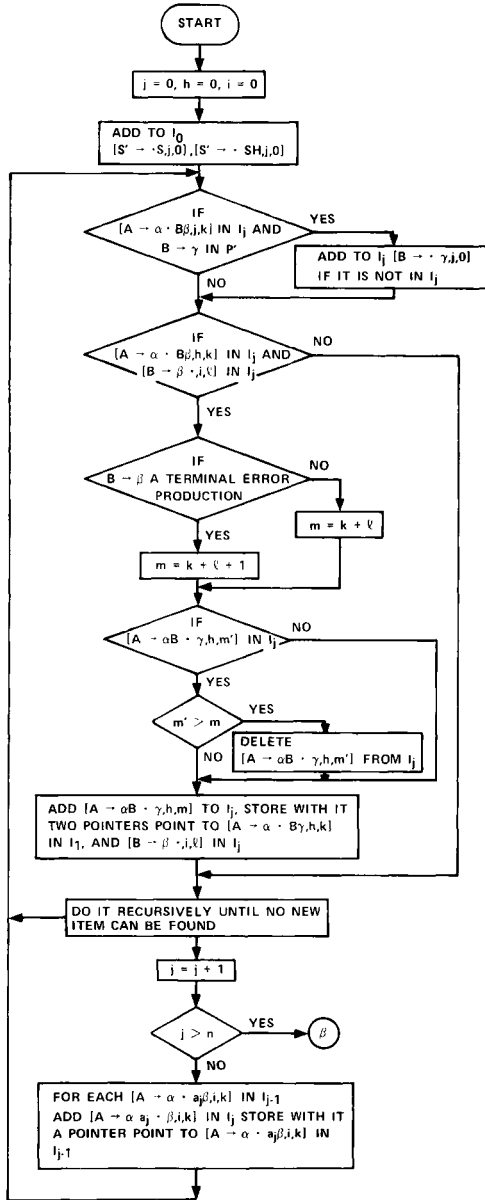 START
j = 0, h = 0, i = 0
ADD TO I0
[S' → ·S,j,0] ,[S' → · SH,j,0]
IF
[A → α · Bβ,j,k] IN Ij AND
B → γ IN P'
YES
ADD TO Ij [B → · γ,j,0]
IF IT IS NOT IN Ij
NO
IF
[A → α · Bβ,h,k] IN Ij AND
[B → β ·,i,ℓ] IN Ij
NO
YES
IF
B → β A TERMINAL ERROR
PRODUCTION
NO
m = k + ℓ
YES
m = k + ℓ + 1
IF
[A → αB · γ,h,m'] IN Ij
NO
YES
m' > m
YES
DELETE
[A → αB · γ,h,m'] FROM Ij
NO
ADD [A → αB · γ,h,m] TO Ij, STORE WITH IT
TWO POINTERS POINT TO [A → α · Bγ,h,k]
IN I1, AND [B → β ·,i,ℓ] IN Ij
DO IT RECURSIVELY UNTIL NO NEW
ITEM CAN BE FOUND
j = j + 1
j > n
YES
β
NO
FOR EACH [A → α · ajβ,i,k] IN Ij-1
ADD [A → α aj · β,i,k] IN Ij STORE WITH IT
A POINTER POINT TO [A → α · ajβ,i,k] IN
Ij-1